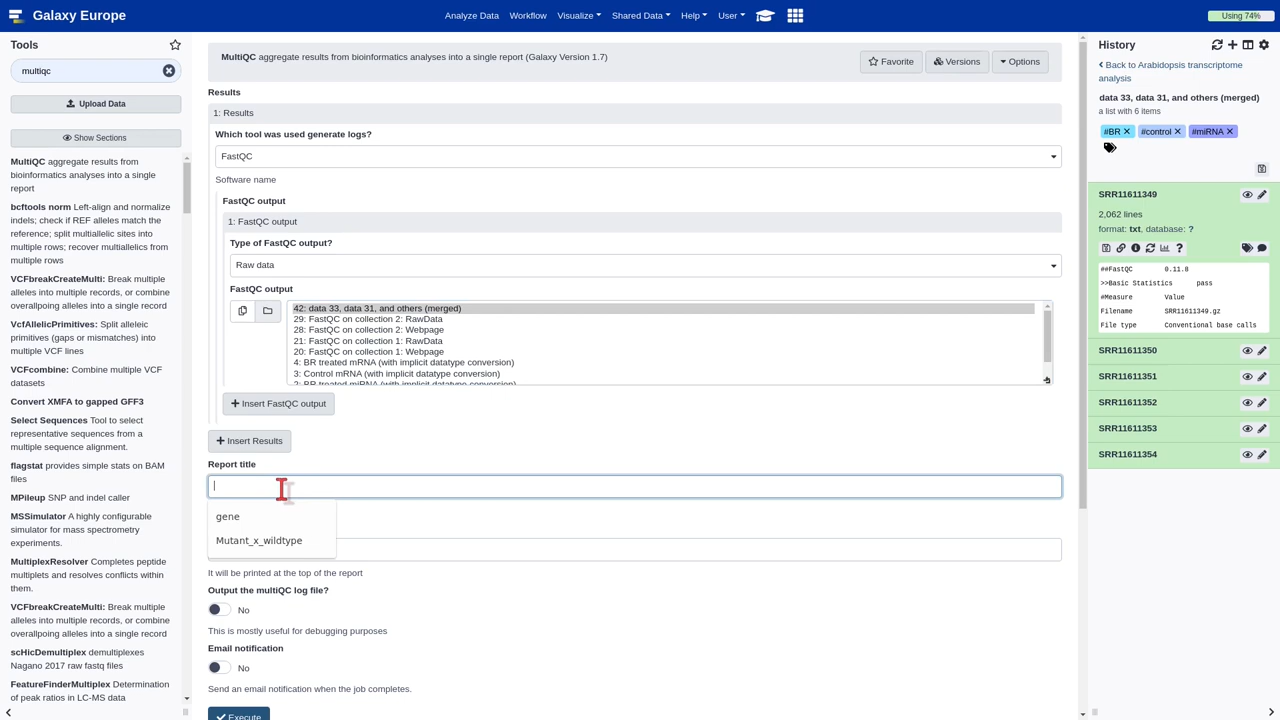 Galaxy Europe
Analyze Data
Workflow
Visualize
Shared Data
Help
User
Using 74%
Tools
multiqc
Upload Data
Show Sections
MultiQC aggregate results from
bioinformatics analyses into a single
report
bcftools norm Left-align and normalize
indels; check if REF alleles match the
reference; split multiallelic sites into
multiple rows; recover multiallelics from
multiple rows
VCFbreakCreateMulti: Break multiple
alleles into multiple records, or combine
overallpoing alleles into a single record
VcfAllelicPrimitives: Split alleleic
primitives (gaps or mismatches) into
multiple VCF lines
VCFcombine: Combine multiple VCF
datasets
Convert XMFA to gapped GFF3
Select Sequences Tool to select
representative sequences from a
multiple sequence alignment.
flagstat provides simple stats on BAM
files
MPileup SNP and indel caller
MSSimulator A highly configurable
simulator for mass spectrometry
experiments.
MultiplexResolver Completes peptide
multiplets and resolves conflicts within
them.
VCFbreakCreateMulti: Break multiple
alleles into multiple records, or combine
overallpoing alleles into a single record
scHicDemultiplex demultiplexes
Nagano 2017 raw fastq files
FeatureFinderMultiplex Determination
of peak ratios in LC-MS data
MultiQC aggregate results from bioinformatics analyses into a single report (Galaxy Version 1.7)
Favorite
Versions
Options
Results
1: Results
Which tool was used generate logs?
FastQC
Software name
FastQC output
1: FastQC output
Type of FastQC output?
Raw data
FastQC output
42: data 33, data 31, and others (merged)
29: FastQC on collection 2: RawData
28: FastQC on collection 2: Webpage
21: FastQC on collection 1: RawData
20: FastQC on collection 1: Webpage
4: BR treated mRNA (with implicit datatype conversion)
3: Control mRNA (with implicit datatype conversion)
2: BR treated miRNA (with implicit datatype conversion)
Insert FastQC output
Insert Results
Report title
gene
Mutant_x_wildtype
It will be printed at the top of the report
Output the multiQC log file?
No
This is mostly useful for debugging purposes
Email notification
No
Send an email notification when the job completes.
Execute
History
Back to Arabidopsis transcriptome
analysis
data 33, data 31, and others (merged)
a list with 6 items
#BR
#control
#miRNA
SRR11611349
2,062 lines
format: txt, database: ?
##FastQC 0.11.8
>>Basic Statistics pass
#Measure Value
Filename SRR11611349.gz
File type Conventional base calls
SRR11611350
SRR11611351
SRR11611352
SRR11611353
SRR11611354